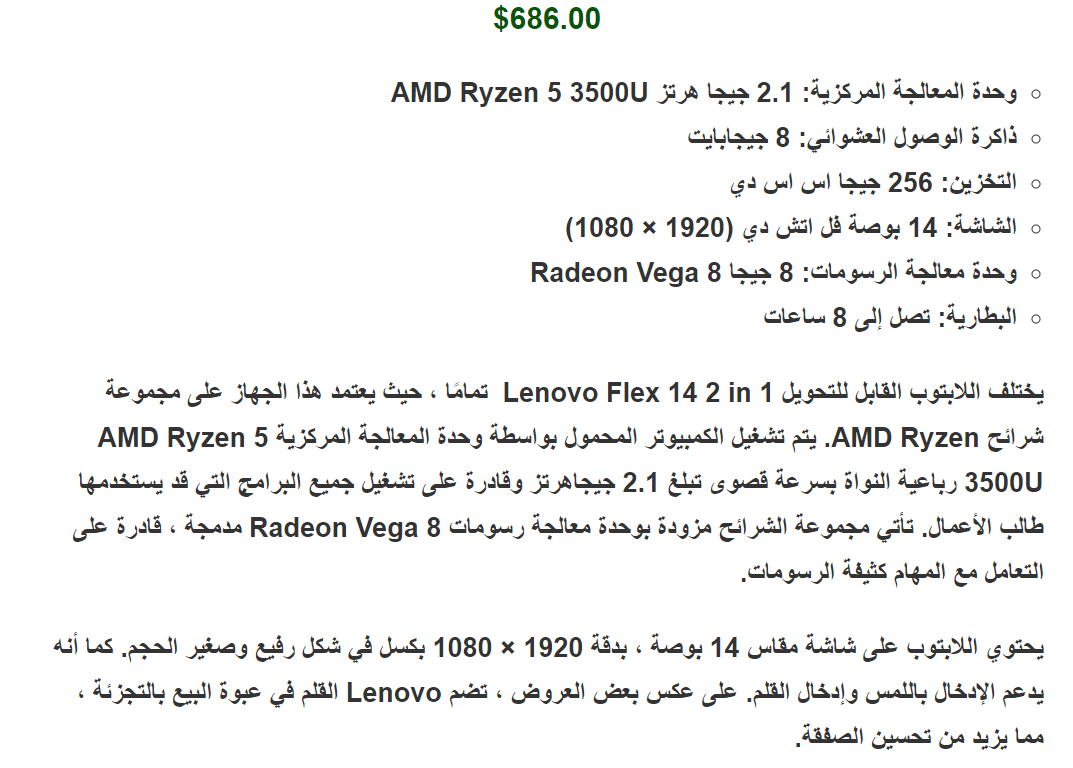 $686.00
وحدة المعالجة المركزية: 2.1 جيجا هرتز AMD Ryzen 5 3500U
ذاكرة الوصول العشوائي: 8 جيجابايت
التخزين: 256 جيجا اس اس دي
الشاشة: 14 بوصة فل اتش دي (1920 × 1080)
وحدة معالجة الرسومات: 8 جيجا Radeon Vega 8
البطارية: تصل إلى 8 ساعات
يختلف اللابتوب القابل للتحويل Lenovo Flex 14 2 in 1 تمامًا ، حيث يعتمد هذا الجهاز على مجموعة
شرائح AMD Ryzen. يتم تشغيل الكمبيوتر المحمول بواسطة وحدة المعالجة المركزية AMD Ryzen 5
3500U رباعية النواة بسرعة قصوى تبلغ 2.1 جيجاهرتز وقادرة على تشغيل جميع البرامج التي قد يستخدمها
طالب الأعمال. تأتي مجموعة الشرائح مزودة بوحدة معالجة رسومات Radeon Vega 8 مدمجة ، قادرة على
التعامل مع المهام كثيفة الرسومات.
يحتوي اللابتوب على شاشة مقاس 14 بوصة ، بدقة 1920 × 1080 بكسل في شكل رفيع وصغير الحجم. كما أنه
يدعم الإدخال باللمس وإدخال القلم. على عكس بعض العروض ، تضم Lenovo القلم في عبوة البيع بالتجزئة ،
مما يزيد من تحسين الصفقة.